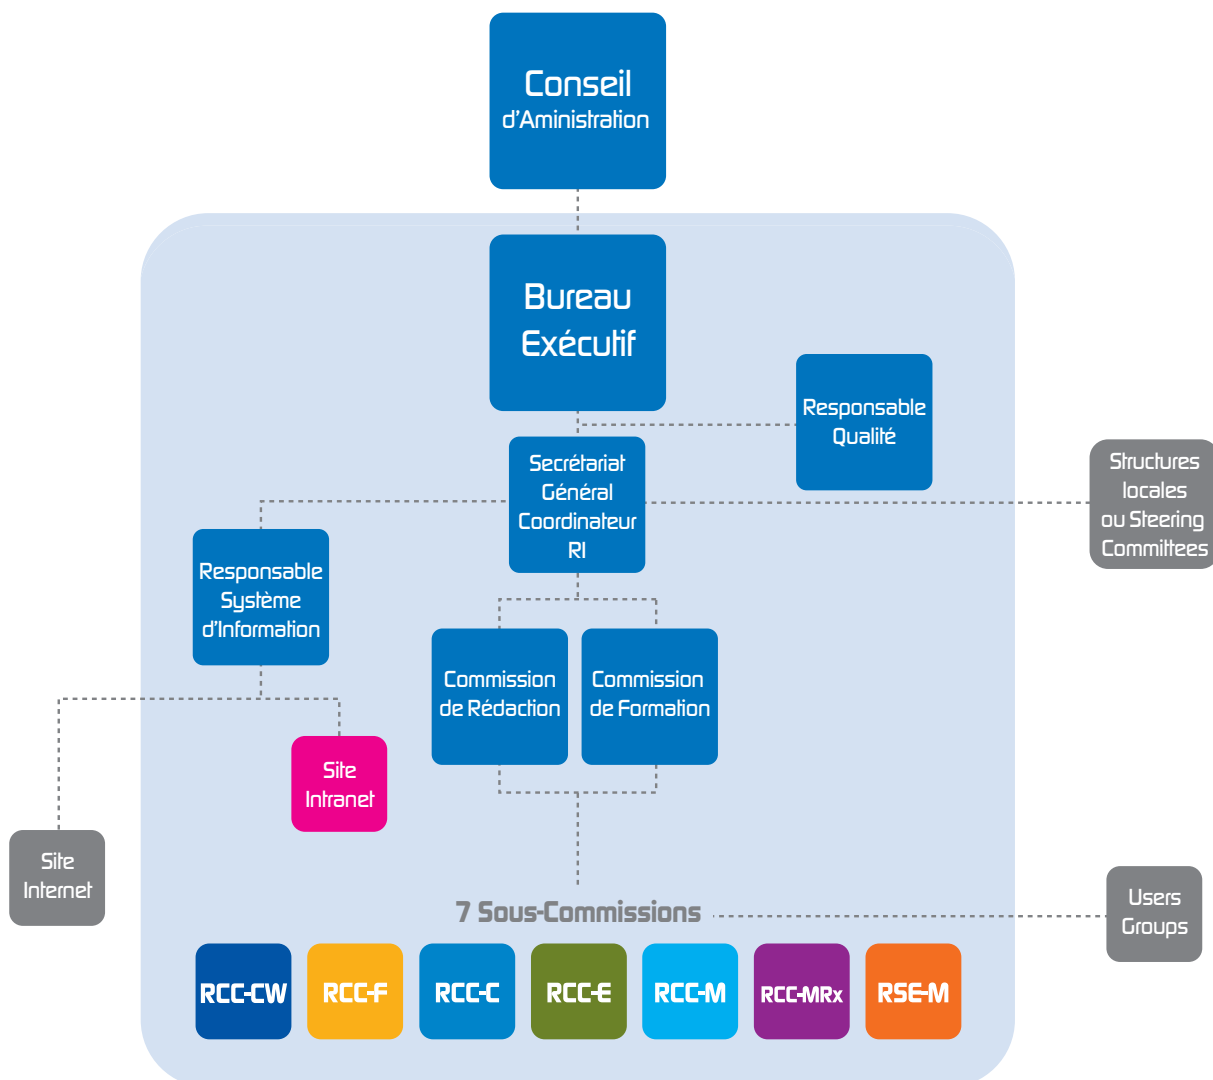 Conseil
d'Aministration
Bureau
Exécutif
Responsable
Qualité
Secrétariat
Général
Coordinateur
RI
Structures
locales
ou Steering
Committees
Responsable
Système
d'Information
Commission
de Rédaction
Commission
de Formation
Site
Intranet
Site
Internet
7 Sous-Commissions
Users
Groups
RCC-CW
RCC-F
RCC-C
RCC-E
RCC-M
RCC-MRx
RSE-M